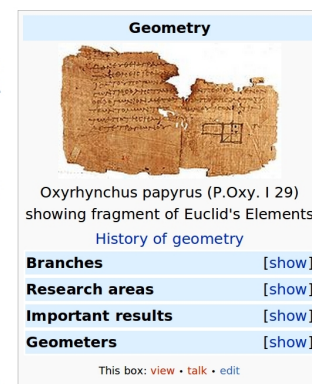 Geometry
Oxyrhynchus papyrus (P.Oxy. I 29)
showing fragment of Euclid's Elements
History of geometry
Branches [show]
Research areas [show]
Important results [show]
Geometers [show]
This box: view • talk • edit